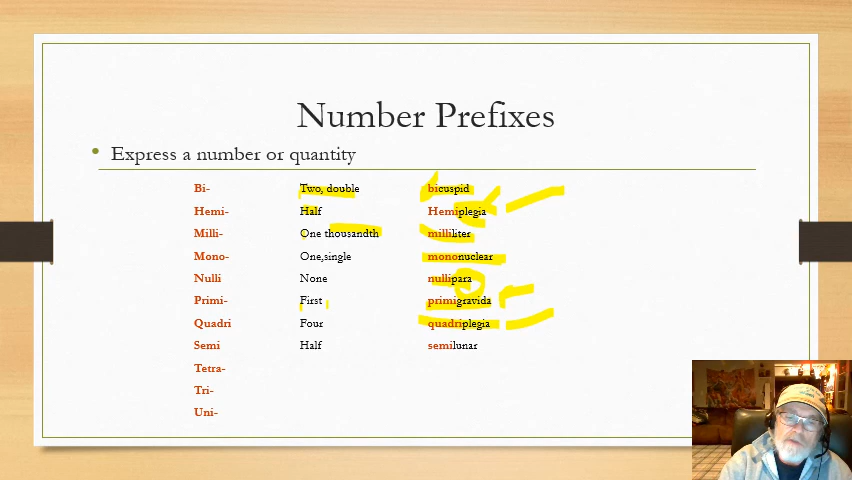 Number Prefixes
• Express a number or quantity
Bi- Two, double bicuspid
Hemi- Half Hemiplegia
Milli- One thousandth milliliter
Mono- One,single mononuclear
Nulli None nullipara
Primi- First primigravida
Quadri Four quadriplegia
Semi Half semilunar
Tetra-
Tri-
Uni-